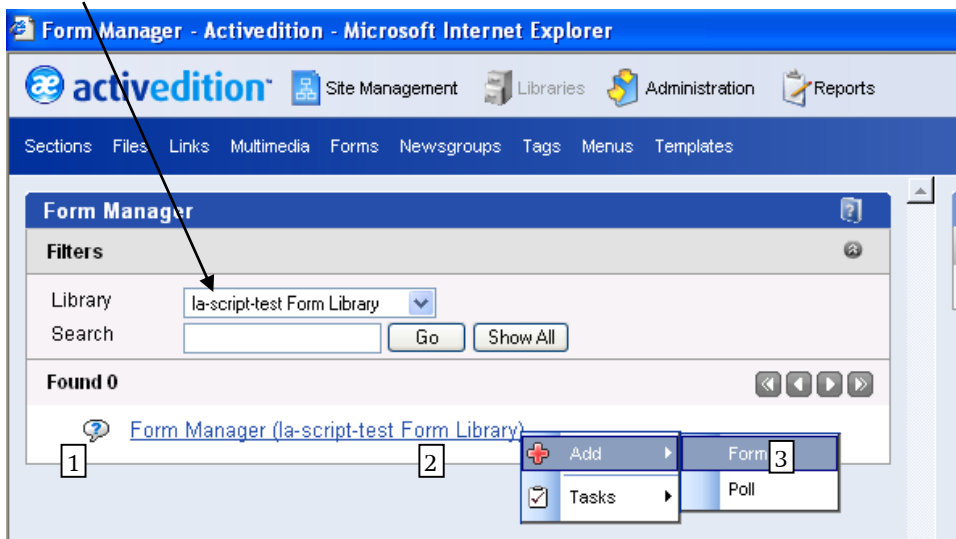 Form Manager - Activedition - Microsoft Internet Explorer
æ activedition™ Site Management Libraries Administration Reports
Sections Files Links Multimedia Forms Newsgroups Tags Menus Templates
Form Manager ?
Filters
Library la-script-test Form Library
Search Go Show All
Found 0
? Form Manager (la-script-test Form Library)
1 2 Add Form 3
Tasks Poll